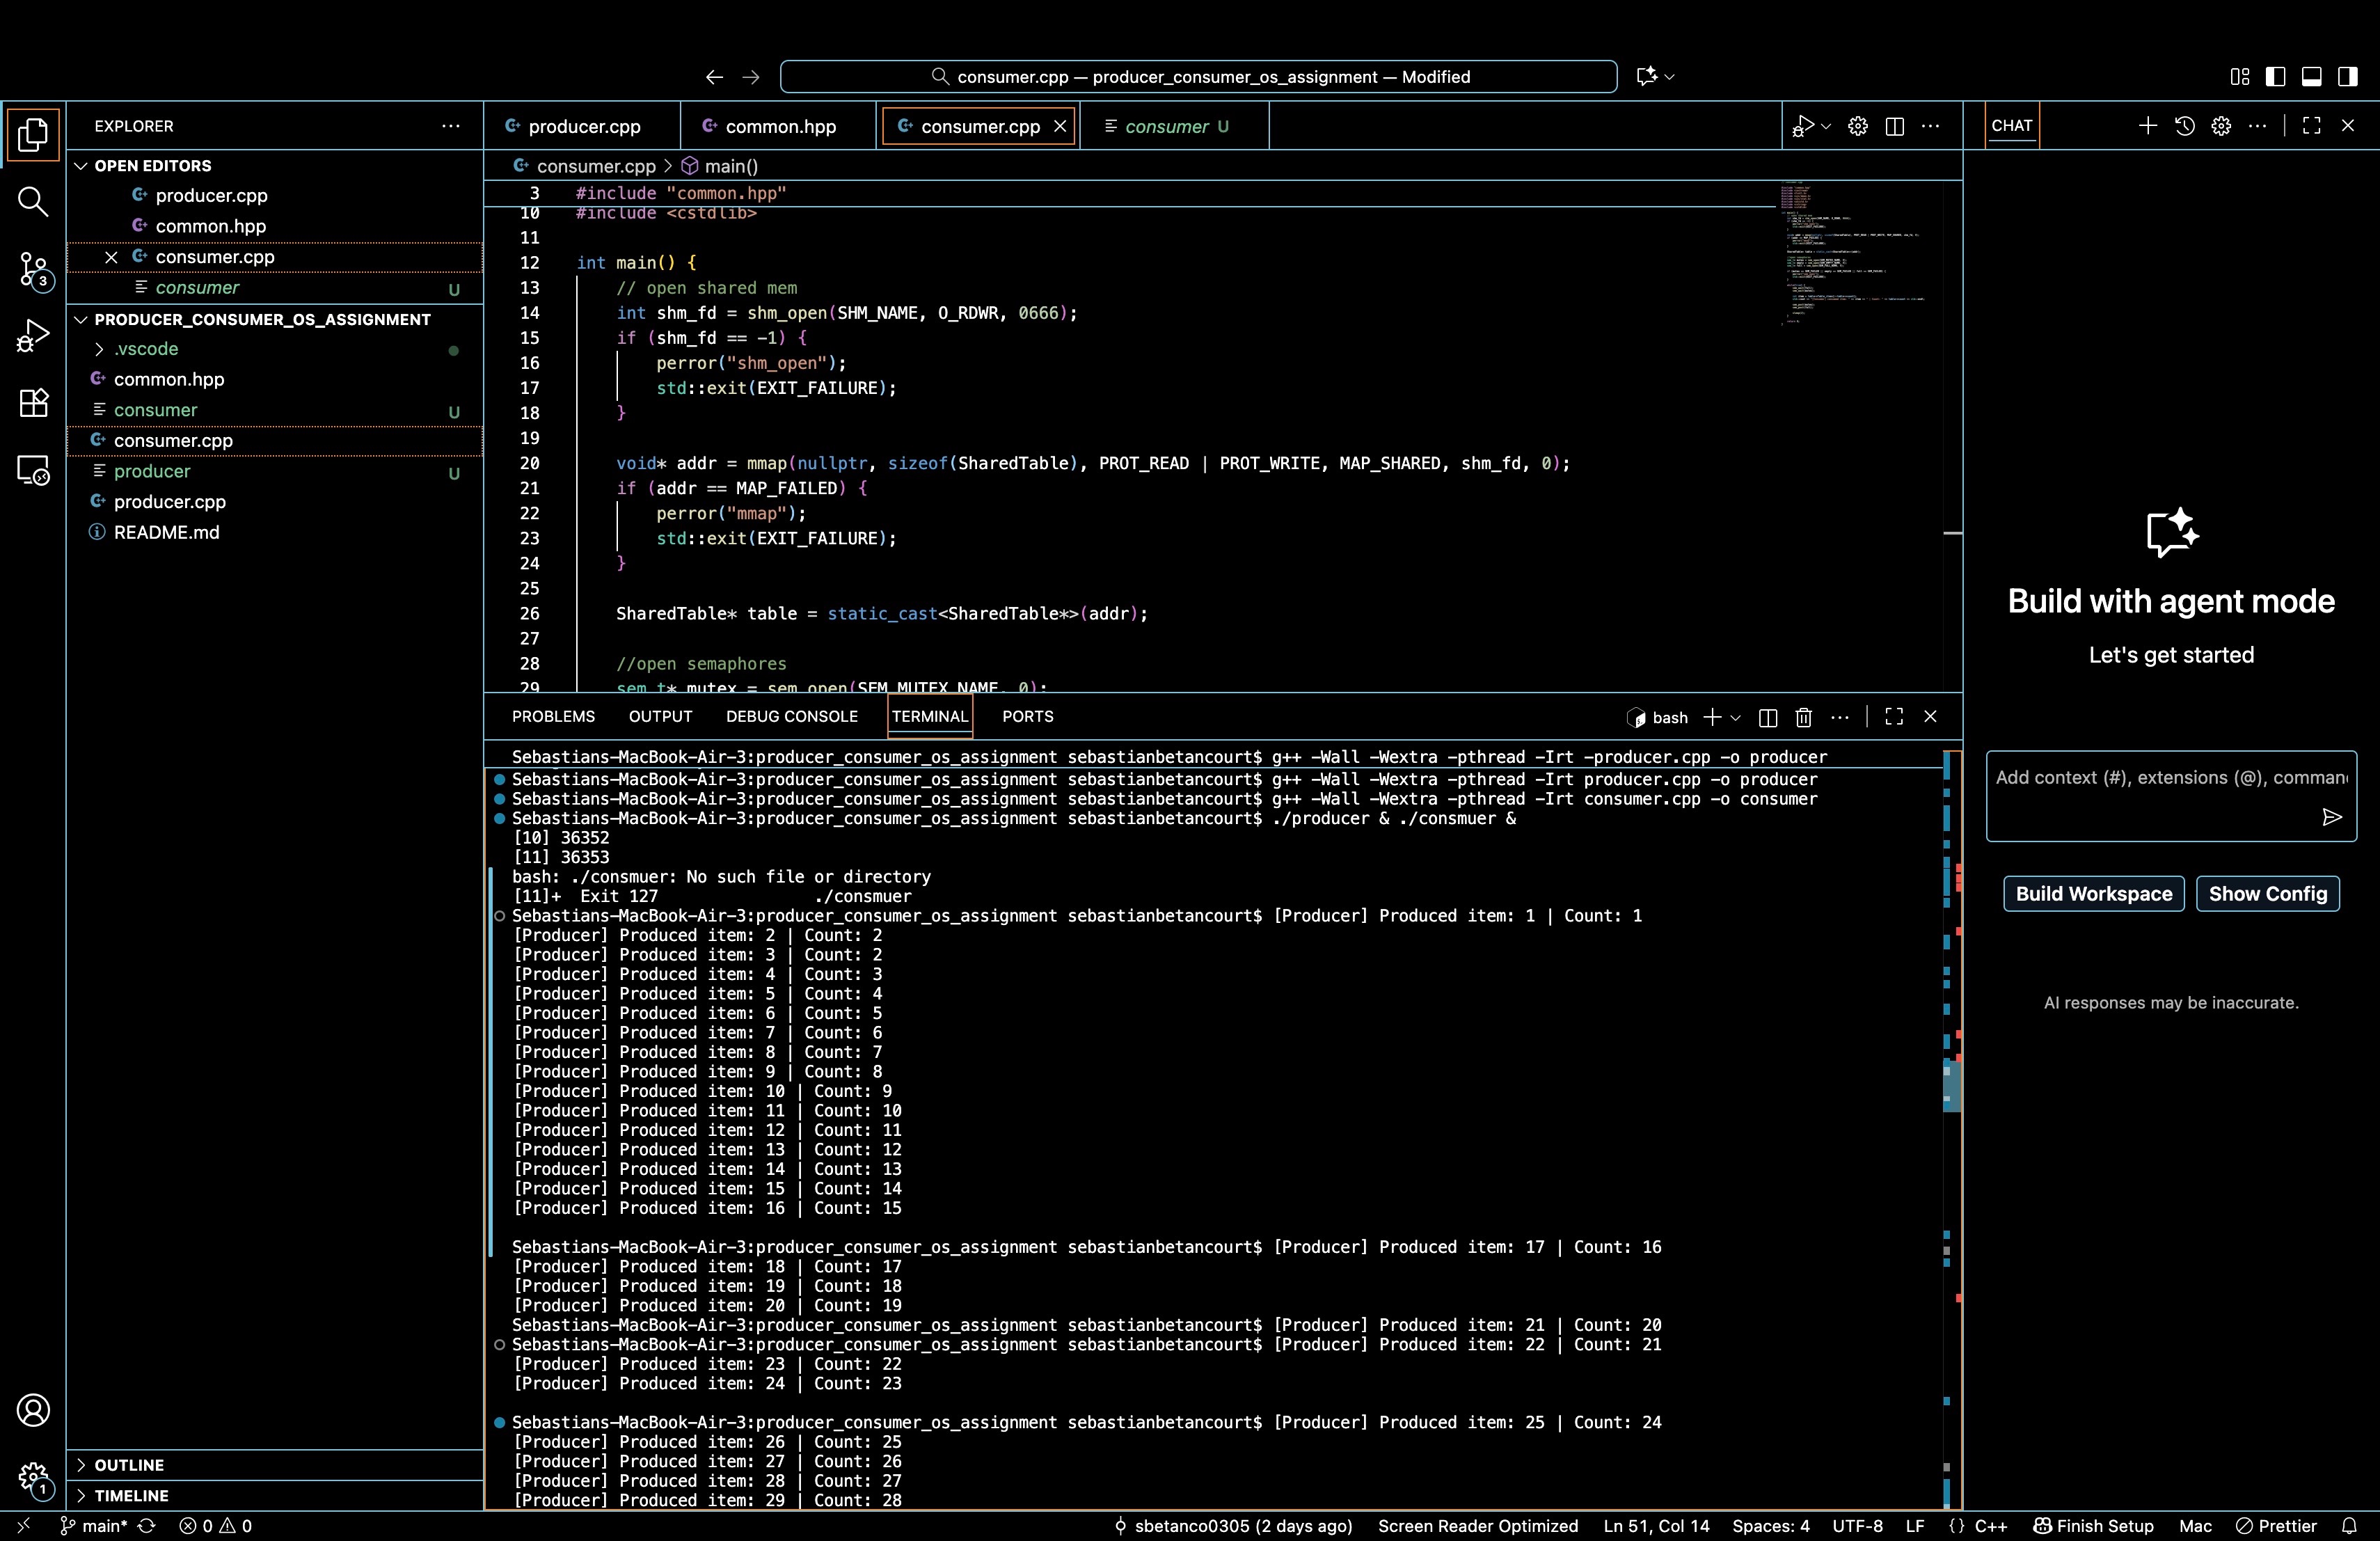 consumer.cpp — producer_consumer_os_assignment — Modified
EXPLORER
OPEN EDITORS
producer.cpp
common.hpp
consumer.cpp
consumer U
PRODUCER_CONSUMER_OS_ASSIGNMENT
.vscode
common.hpp
consumer U
consumer.cpp
producer U
producer.cpp
README.md
OUTLINE
TIMELINE
3
1
producer.cpp common.hpp consumer.cpp consumer U
consumer.cpp > main()
3 #include "common.hpp"
10 #include <cstdlib>
11
12 int main() {
13 // open shared mem
14 int shm_fd = shm_open(SHM_NAME, O_RDWR, 0666);
15 if (shm_fd == -1) {
16 perror("shm_open");
17 std::exit(EXIT_FAILURE);
18 }
19
20 void* addr = mmap(nullptr, sizeof(SharedTable), PROT_READ | PROT_WRITE, MAP_SHARED, shm_fd, 0);
21 if (addr == MAP_FAILED) {
22 perror("mmap");
23 std::exit(EXIT_FAILURE);
24 }
25
26 SharedTable* table = static_cast<SharedTable*>(addr);
27
28 //open semaphores
29 sem_t* mutex = sem_open(SEM_MUTEX_NAME, 0);
PROBLEMS OUTPUT DEBUG CONSOLE TERMINAL PORTS
bash
Sebastians-MacBook-Air-3:producer_consumer_os_assignment sebastianbetancourt$ g++ -Wall -Wextra -pthread -Irt -producer.cpp -o producer
Sebastians-MacBook-Air-3:producer_consumer_os_assignment sebastianbetancourt$ g++ -Wall -Wextra -pthread -Irt producer.cpp -o producer
Sebastians-MacBook-Air-3:producer_consumer_os_assignment sebastianbetancourt$ g++ -Wall -Wextra -pthread -Irt consumer.cpp -o consumer
Sebastians-MacBook-Air-3:producer_consumer_os_assignment sebastianbetancourt$ ./producer & ./consmuer &
[10] 36352
[11] 36353
bash: ./consmuer: No such file or directory
[11]+ Exit 127 ./consmuer
Sebastians-MacBook-Air-3:producer_consumer_os_assignment sebastianbetancourt$ [Producer] Produced item: 1 | Count: 1
[Producer] Produced item: 2 | Count: 2
[Producer] Produced item: 3 | Count: 2
[Producer] Produced item: 4 | Count: 3
[Producer] Produced item: 5 | Count: 4
[Producer] Produced item: 6 | Count: 5
[Producer] Produced item: 7 | Count: 6
[Producer] Produced item: 8 | Count: 7
[Producer] Produced item: 9 | Count: 8
[Producer] Produced item: 10 | Count: 9
[Producer] Produced item: 11 | Count: 10
[Producer] Produced item: 12 | Count: 11
[Producer] Produced item: 13 | Count: 12
[Producer] Produced item: 14 | Count: 13
[Producer] Produced item: 15 | Count: 14
[Producer] Produced item: 16 | Count: 15
Sebastians-MacBook-Air-3:producer_consumer_os_assignment sebastianbetancourt$ [Producer] Produced item: 17 | Count: 16
[Producer] Produced item: 18 | Count: 17
[Producer] Produced item: 19 | Count: 18
[Producer] Produced item: 20 | Count: 19
Sebastians-MacBook-Air-3:producer_consumer_os_assignment sebastianbetancourt$ [Producer] Produced item: 21 | Count: 20
Sebastians-MacBook-Air-3:producer_consumer_os_assignment sebastianbetancourt$ [Producer] Produced item: 22 | Count: 21
[Producer] Produced item: 23 | Count: 22
[Producer] Produced item: 24 | Count: 23
Sebastians-MacBook-Air-3:producer_consumer_os_assignment sebastianbetancourt$ [Producer] Produced item: 25 | Count: 24
[Producer] Produced item: 26 | Count: 25
[Producer] Produced item: 27 | Count: 26
[Producer] Produced item: 28 | Count: 27
[Producer] Produced item: 29 | Count: 28
CHAT
Build with agent mode
Let's get started
Add context (#), extensions (@), comman
Build Workspace Show Config
AI responses may be inaccurate.
main* 0 0 sbetanco0305 (2 days ago) Screen Reader Optimized Ln 51, Col 14 Spaces: 4 UTF-8 LF {} C++ Finish Setup Mac Prettier